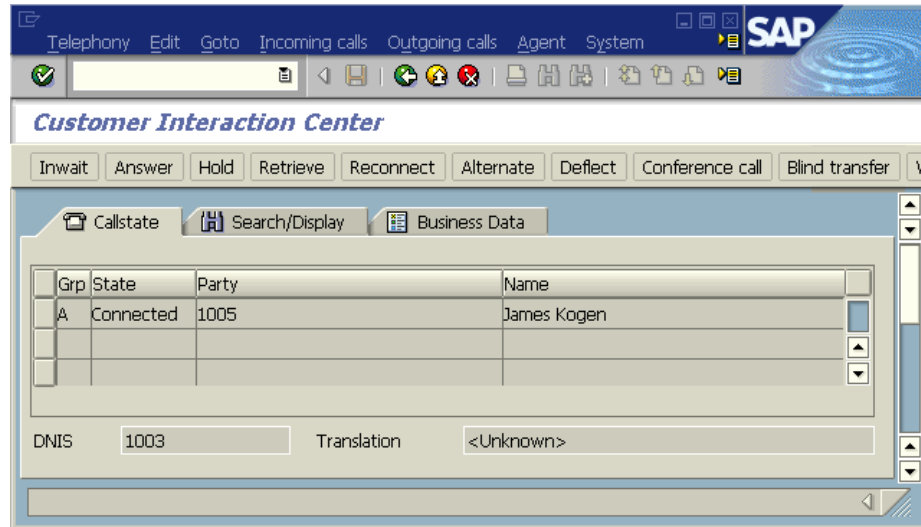 Telephony Edit Goto Incoming calls Outgoing calls Agent System
SAP
Customer Interaction Center
Inwait Answer Hold Retrieve Reconnect Alternate Deflect Conference call Blind transfer
Callstate Search/Display Business Data
Grp State Party Name
A Connected 1005 James Kogen
DNIS 1003 Translation <Unknown>